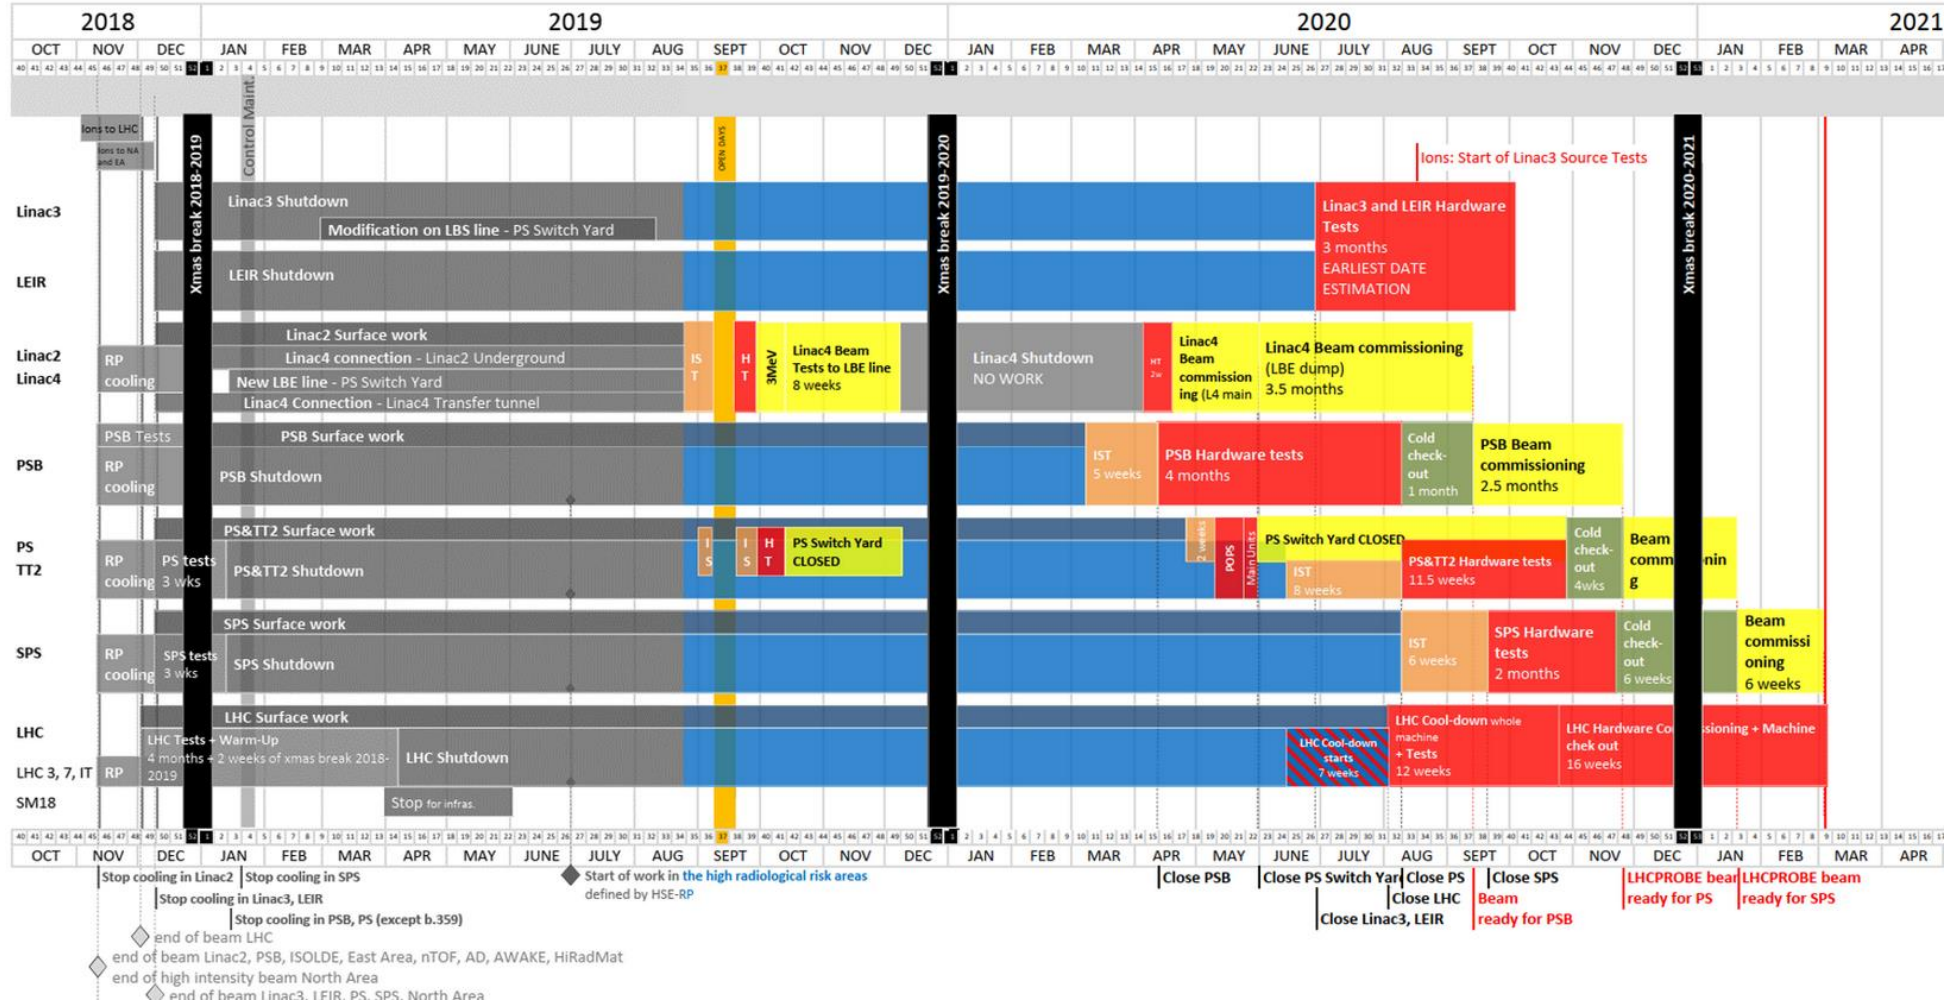 2018 2019 2020 2021
OCT NOV DEC JAN FEB MAR APR MAY JUNE JULY AUG SEPT OCT NOV DEC JAN FEB MAR APR MAY JUNE JULY AUG SEPT OCT NOV DEC JAN FEB MAR APR
Ions to LHC
Ions to NA
and EA
Control Maint.
Xmas break 2018-2019
OPEN DAYS
Xmas break 2019-2020
Xmas break 2020-2021
Ions: Start of Linac3 Source Tests
Linac3
Linac3 Shutdown
Modification on LBS line - PS Switch Yard
Linac3 and LEIR Hardware
Tests
3 months
EARLIEST DATE
ESTIMATION
LEIR
LEIR Shutdown
Linac2
Linac4
RP
cooling
Linac2 Surface work
Linac4 connection - Linac2 Underground
New LBE line - PS Switch Yard
Linac4 Connection - Linac4 Transfer tunnel
IS
T
H
T
3MeV
Linac4 Beam
Tests to LBE line
8 weeks
Linac4 Shutdown
NO WORK
HT
2w
Linac4
Beam
commission
ing (L4 main
Linac4 Beam commissioning
(LBE dump)
3.5 months
PSB
PSB Tests
RP
cooling
PSB Surface work
PSB Shutdown
IST
5 weeks
PSB Hardware tests
4 months
Cold
check-
out
1 month
PSB Beam
commissioning
2.5 months
PS
TT2
RP
cooling
PS tests
3 wks
PS&TT2 Surface work
PS&TT2 Shutdown
I
S
I
S
H
T
PS Switch Yard
CLOSED
2 weeks
POPS
Main Units
PS Switch Yard CLOSED
IST
8 weeks
PS&TT2 Hardware tests
11.5 weeks
Cold
check-
out
4wks
Beam
comm nin
g
SPS
RP
cooling
SPS tests
3 wks
SPS Surface work
SPS Shutdown
IST
6 weeks
SPS Hardware
tests
2 months
Cold
check-
out
6 weeks
Beam
commissi
oning
6 weeks
LHC
LHC 3, 7, IT
RP
LHC Surface work
LHC Tests + Warm-Up
4 months + 2 weeks of xmas break 2018-
2019
LHC Shutdown
LHC Cool-down
starts
7 weeks
LHC Cool-down whole
machine
+ Tests
12 weeks
LHC Hardware Co ssioning + Machine
chek out
16 weeks
SM18
Stop for infras.
OCT NOV DEC JAN FEB MAR APR MAY JUNE JULY AUG SEPT OCT NOV DEC JAN FEB MAR APR MAY JUNE JULY AUG SEPT OCT NOV DEC JAN FEB MAR APR
Stop cooling in Linac2
Stop cooling in SPS
Stop cooling in Linac3, LEIR
Stop cooling in PSB, PS (except b.359)
Start of work in the high radiological risk areas
defined by HSE-RP
Close PSB
Close PS Switch Yard
Close PS
Close SPS
Close LHC
Close Linac3, LEIR
Beam
ready for PSB
LHCPROBE bear
ready for PS
LHCPROBE beam
ready for SPS
end of beam LHC
end of beam Linac2, PSB, ISOLDE, East Area, nTOF, AD, AWAKE, HiRadMat
end of high intensity beam North Area
end of beam Linac3, LEIR, PS, SPS, North Area